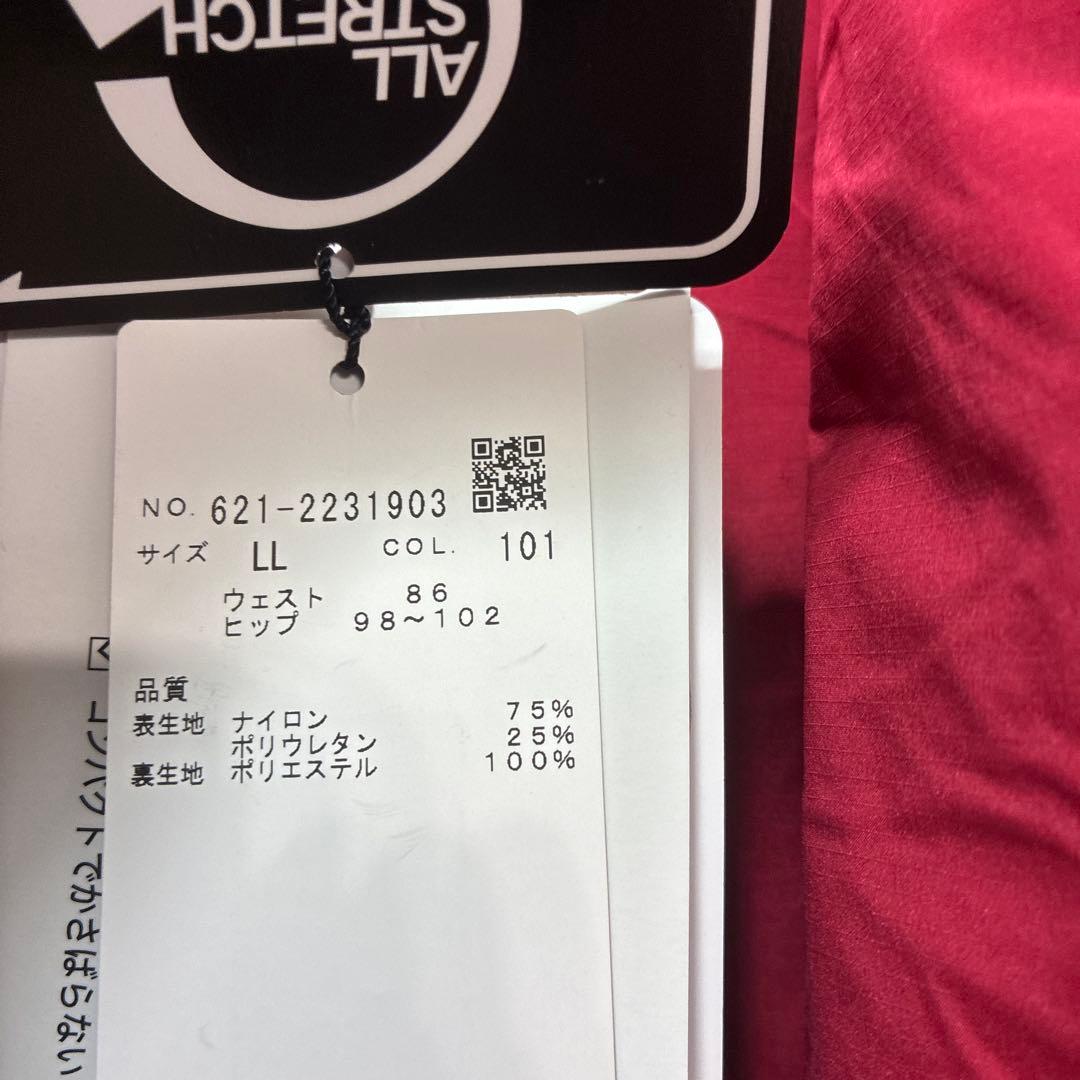 ALL
STRETCH
NO. 621-2231903
サイズ LL COL. 101
ウェスト 86
ヒップ 98~102
品質
表生地 ナイロン 75%
ポリウレタン 25%
裏生地 ポリエステル 100%
コンパクトでかさばらない